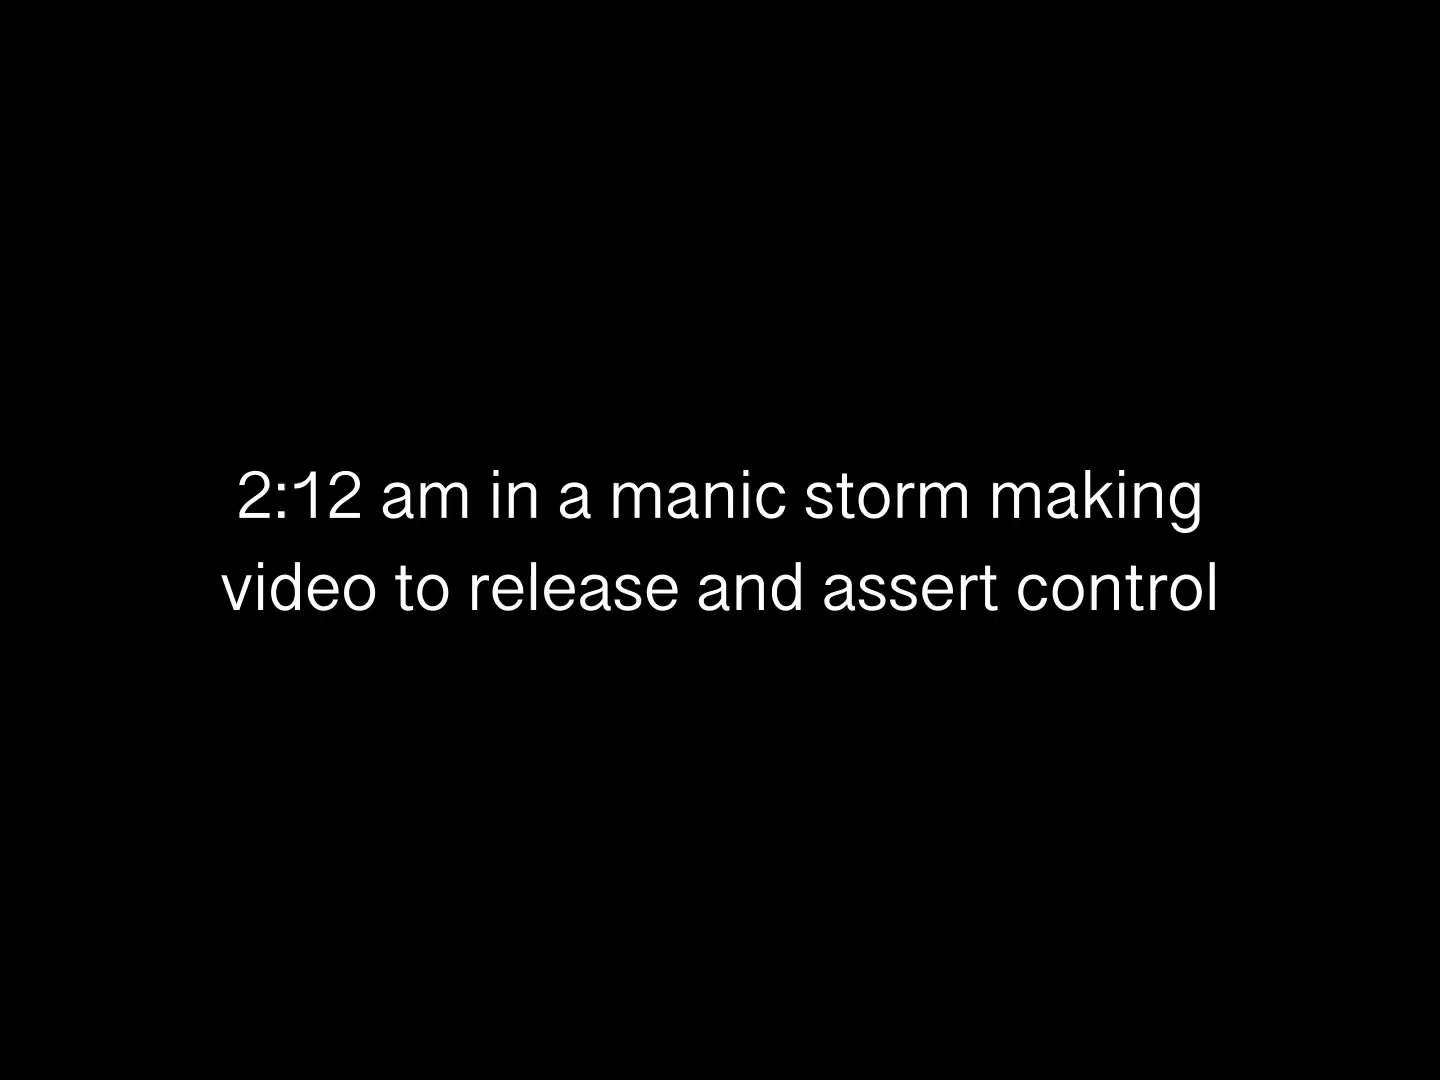 2:12 am in a manic storm making
video to release and assert control